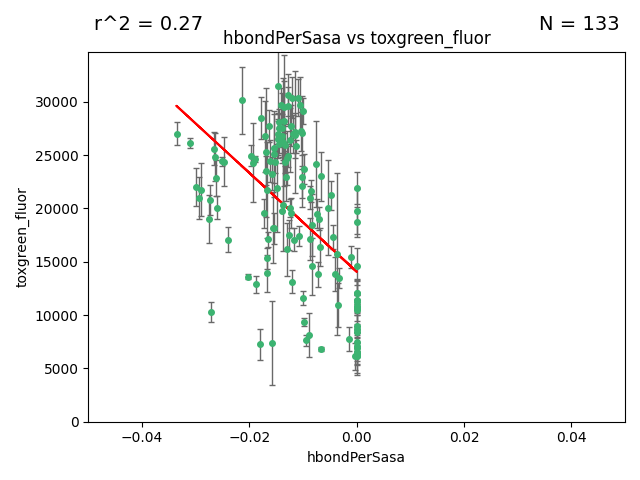 r^2 = 0.27
N = 133
hbondPerSasa vs toxgreen_fluor
30000
25000
20000
15000
10000
5000
0
toxgreen_fluor
−0.04
−0.02
0.00
0.02
0.04
hbondPerSasa